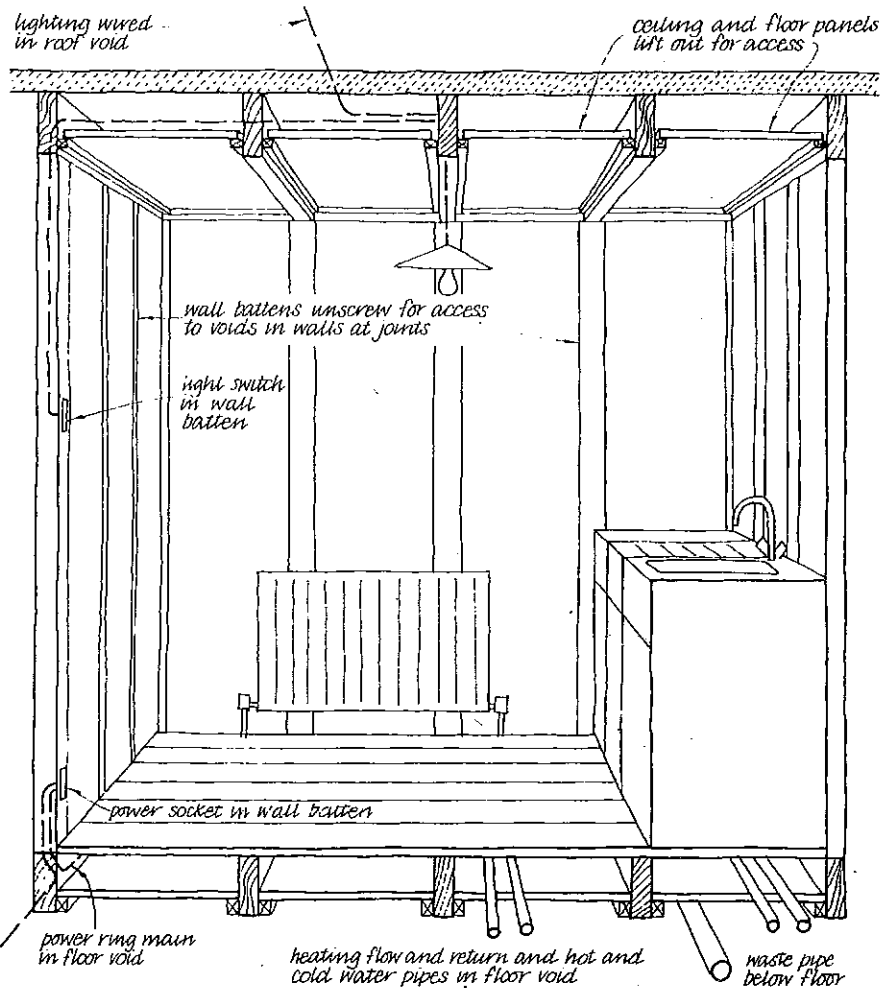 lighting wired
in roof void
ceiling and floor panels
lift out for access
wall battens unscrew for access
to voids in walls at joints
light switch
in wall
batten
power socket in wall batten
power ring main
in floor void
heating flow and return and hot and
cold water pipes in floor void
waste pipe
below floor